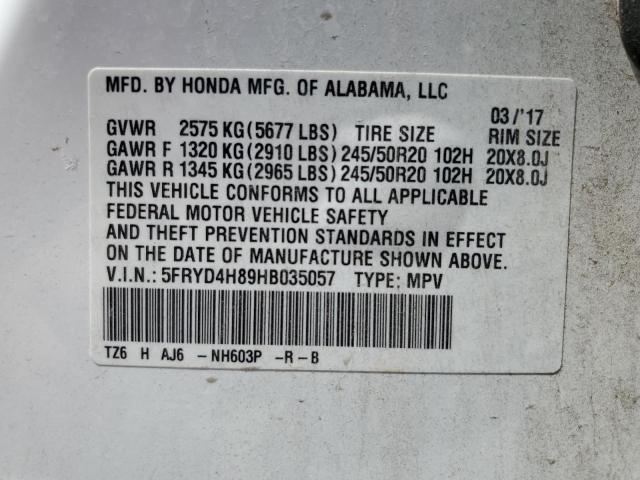 MFD. BY HONDA MFG. OF ALABAMA, LLC
03/'17
GVWR 2575 KG (5677 LBS) TIRE SIZE RIM SIZE
GAWR F 1320 KG (2910 LBS) 245/50R20 102H 20X8.0J
GAWR R 1345 KG (2965 LBS) 245/50R20 102H 20X8.0J
THIS VEHICLE CONFORMS TO ALL APPLICABLE
FEDERAL MOTOR VEHICLE SAFETY
AND THEFT PREVENTION STANDARDS IN EFFECT
ON THE DATE OF MANUFACTURE SHOWN ABOVE.
V.I.N.: 5FRYD4H89HB035057 TYPE: MPV
TZ6 H AJ6 -NH603P -R-B